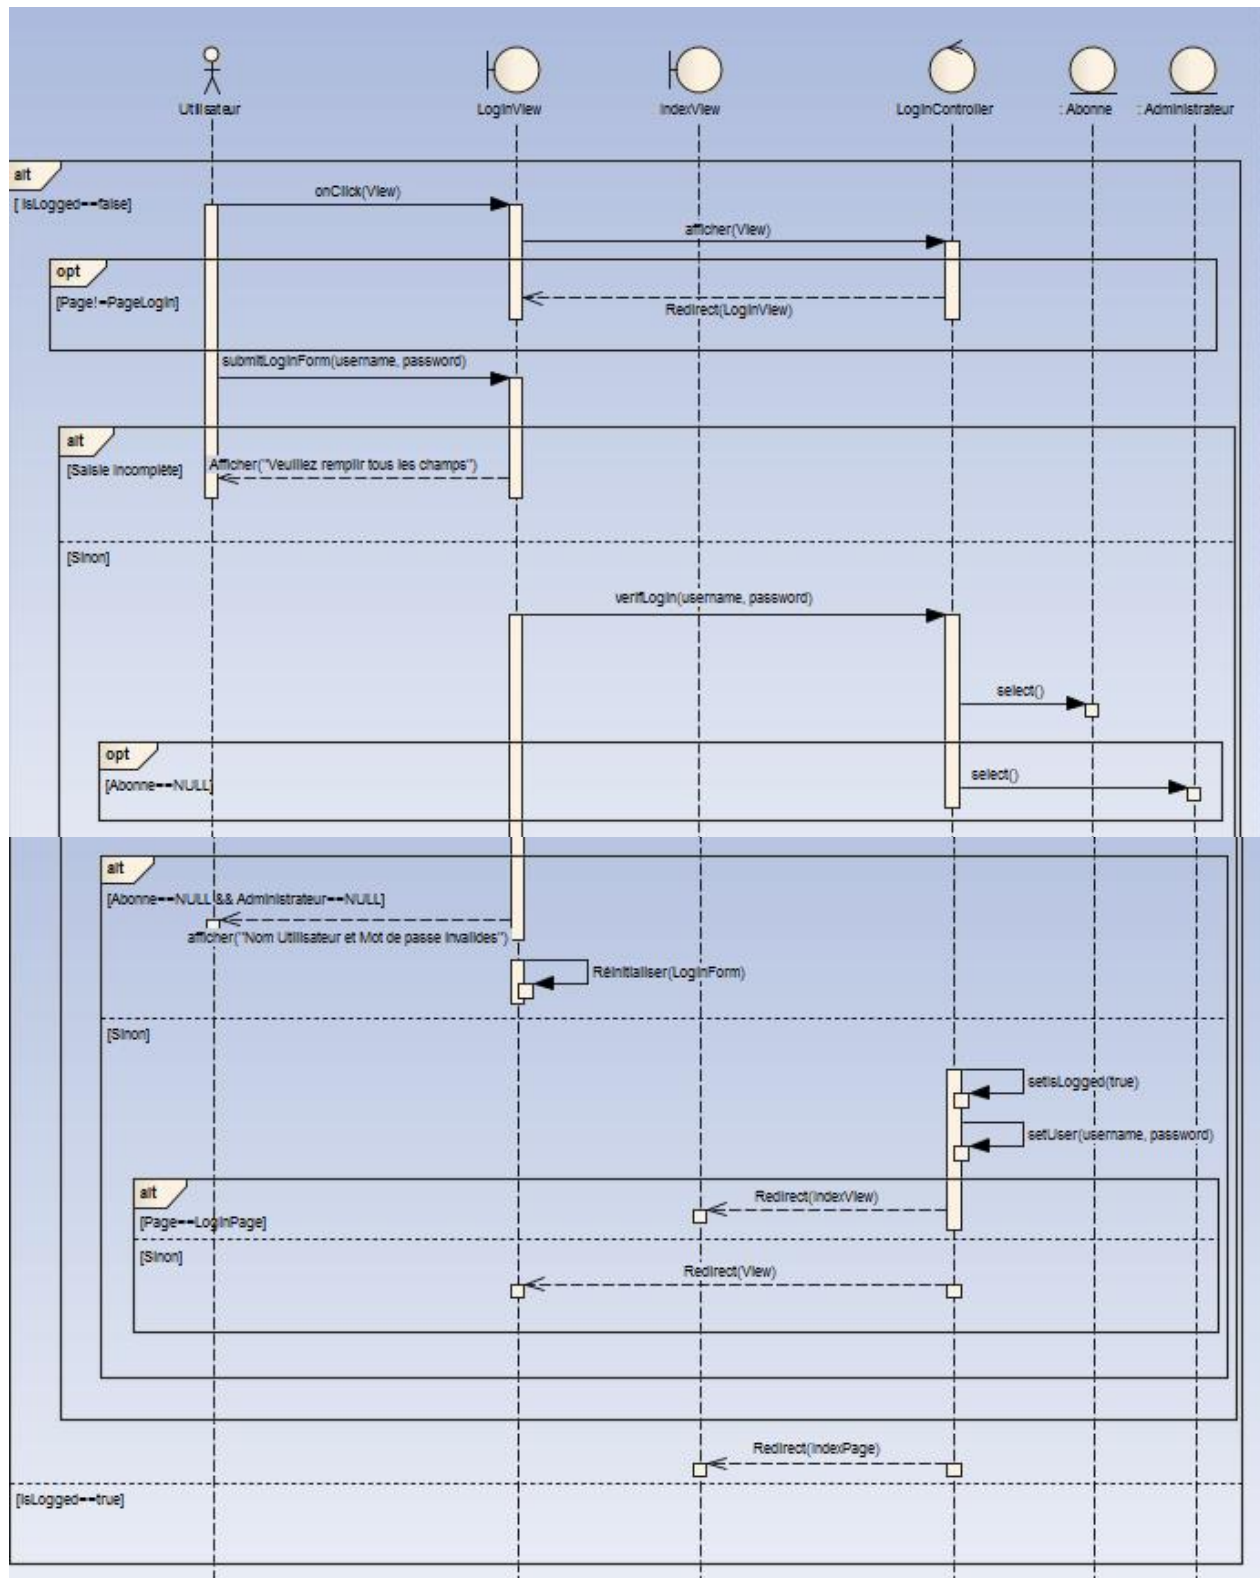 Utilisateur
LoginView
IndexView
LoginController
: Abonne
: Administrateur
alt
[ isLogged==false]
onClick(View)
afficher(View)
opt
[Page!=PageLogin]
Redirect(LoginView)
submitLoginForm(username, password)
alt
[Saisie incomplète]
Afficher("Veuillez remplir tous les champs")
[Sinon]
verifLogin(username, password)
select()
opt
[Abonne==NULL]
select()
alt
[Abonne==NULL && Administrateur==NULL]
afficher("Nom Utilisateur et Mot de passe invalides")
Réinitialiser(LoginForm)
[Sinon]
setIsLogged(true)
setUser(username, password)
alt
[Page==LoginPage]
Redirect(IndexView)
[Sinon]
Redirect(View)
Redirect(IndexPage)
[isLogged==true]